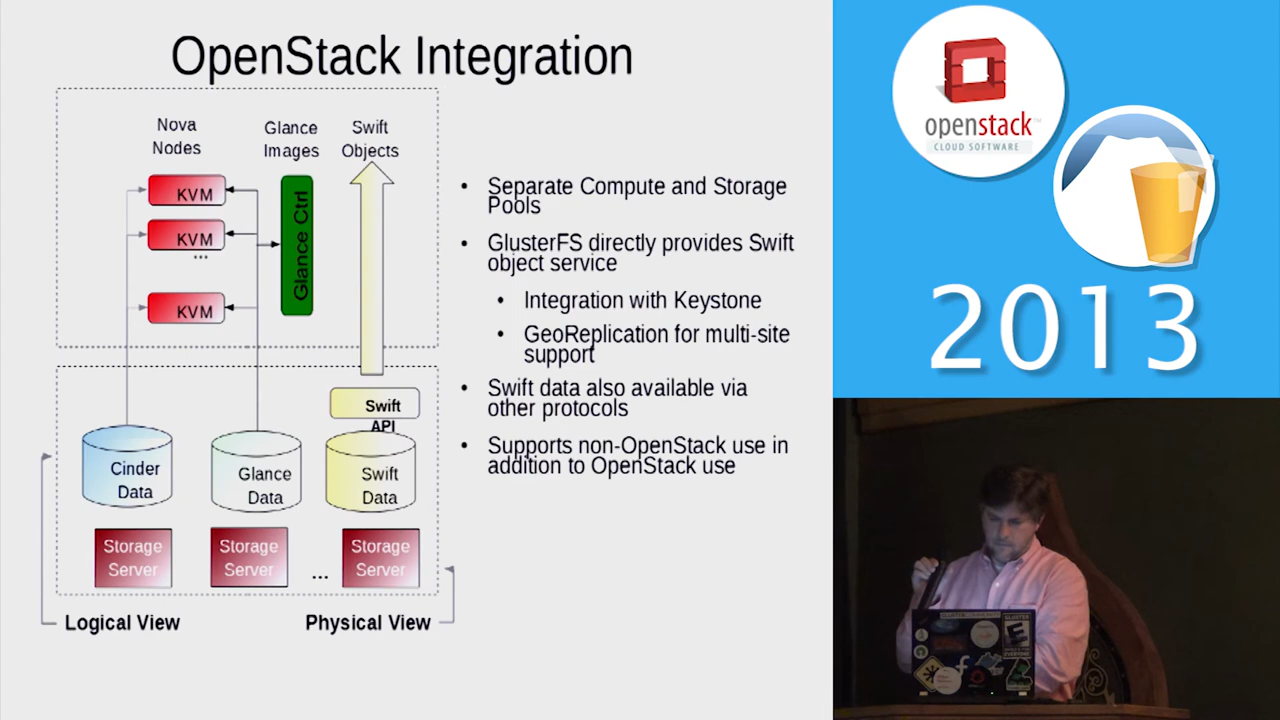 OpenStack Integration
Nova
Nodes
Glance
Images
Swift
Objects
KVM
KVM
...
KVM
Glance Ctrl
Swift
API
Cinder
Data
Glance
Data
Swift
Data
Storage
Server
Storage
Server
...
Storage
Server
Logical View
Physical View
• Separate Compute and Storage
Pools
• GlusterFS directly provides Swift
object service
• Integration with Keystone
• GeoReplication for multi-site
support
• Swift data also available via
other protocols
• Supports non-OpenStack use in
addition to OpenStack use
openstack™
CLOUD SOFTWARE
2013
GLUSTER
E